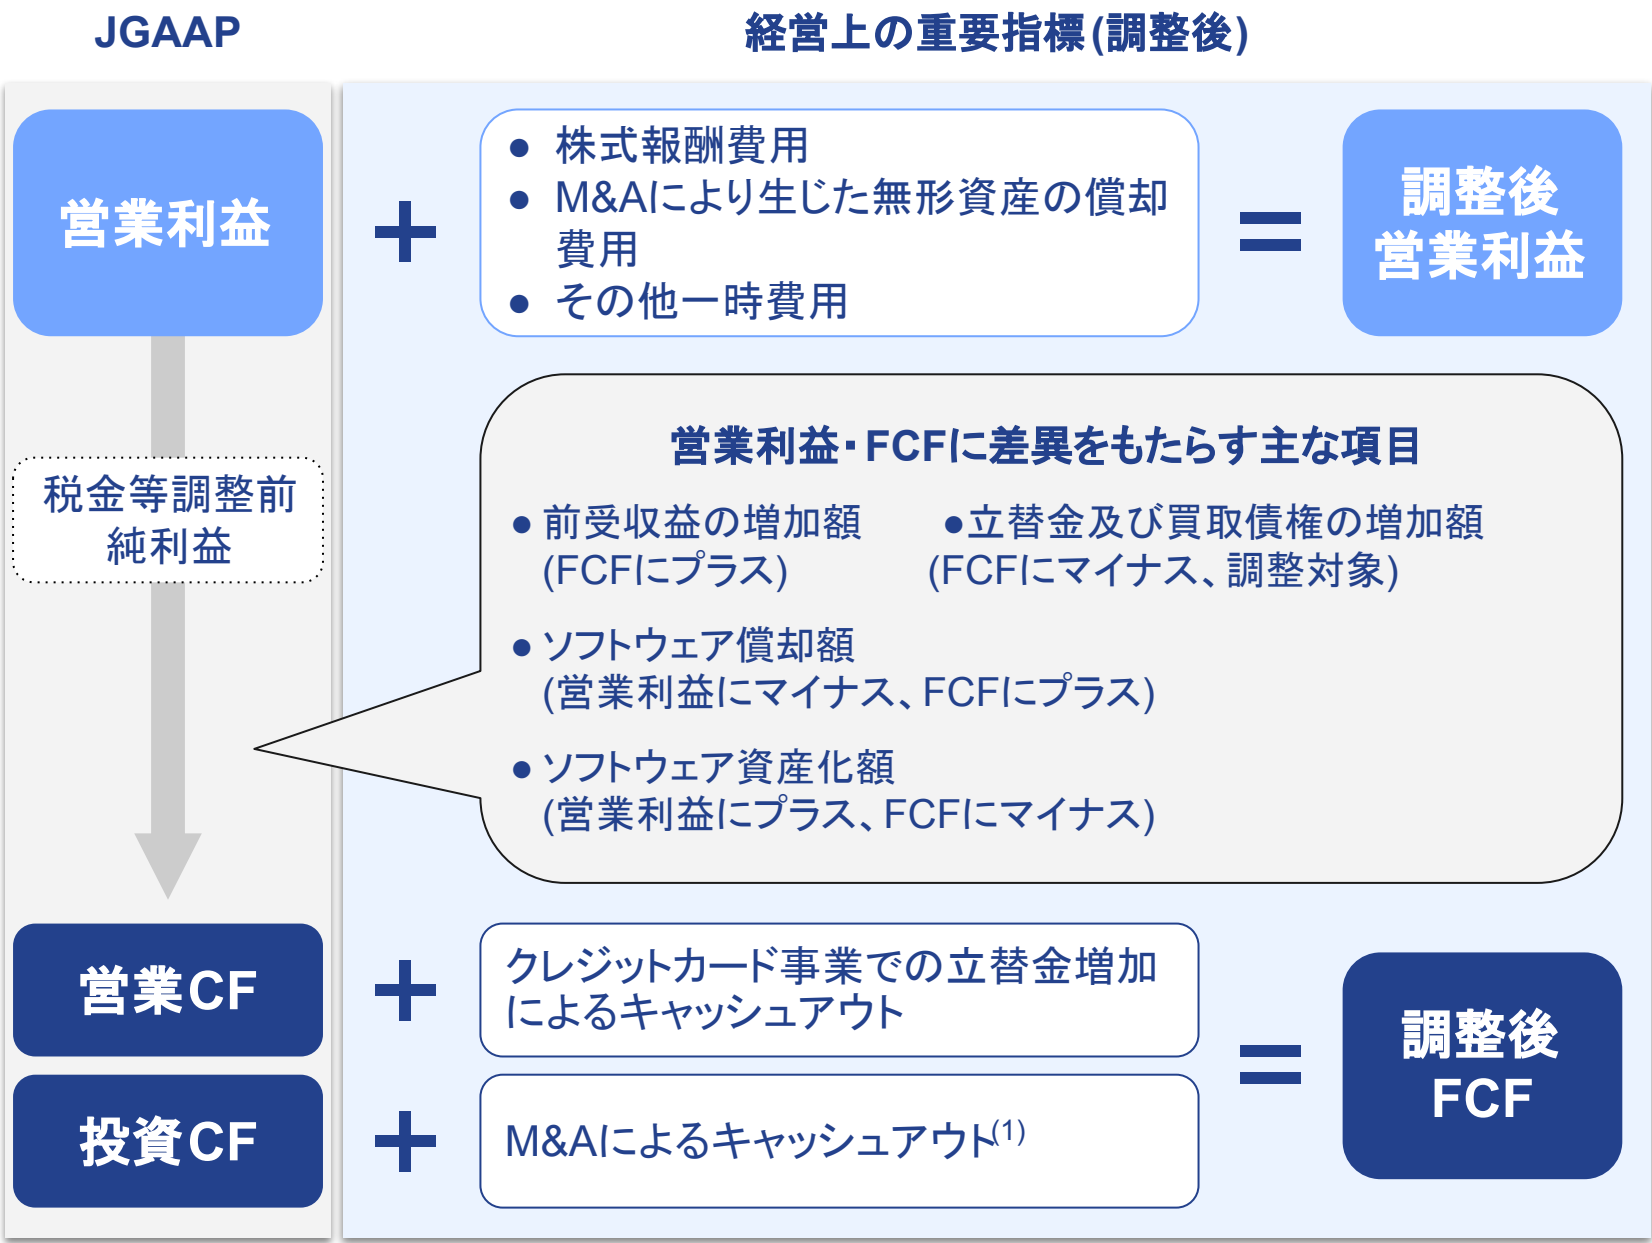 JGAAP
経営上の重要指標(調整後)
営業利益
+
● 株式報酬費用
● M&Aにより生じた無形資産の償却
費用
● その他一時費用
=
調整後
営業利益
税金等調整前
純利益
営業利益・FCFに差異をもたらす主な項目
● 前受収益の増加額 ●立替金及び買取債権の増加額
(FCFにプラス) (FCFにマイナス、調整対象)
● ソフトウェア償却額
(営業利益にマイナス、FCFにプラス)
● ソフトウェア資産化額
(営業利益にプラス、FCFにマイナス)
営業CF
+
クレジットカード事業での立替金増加
によるキャッシュアウト
投資CF
+
M&Aによるキャッシュアウト(1)
=
調整後
FCF